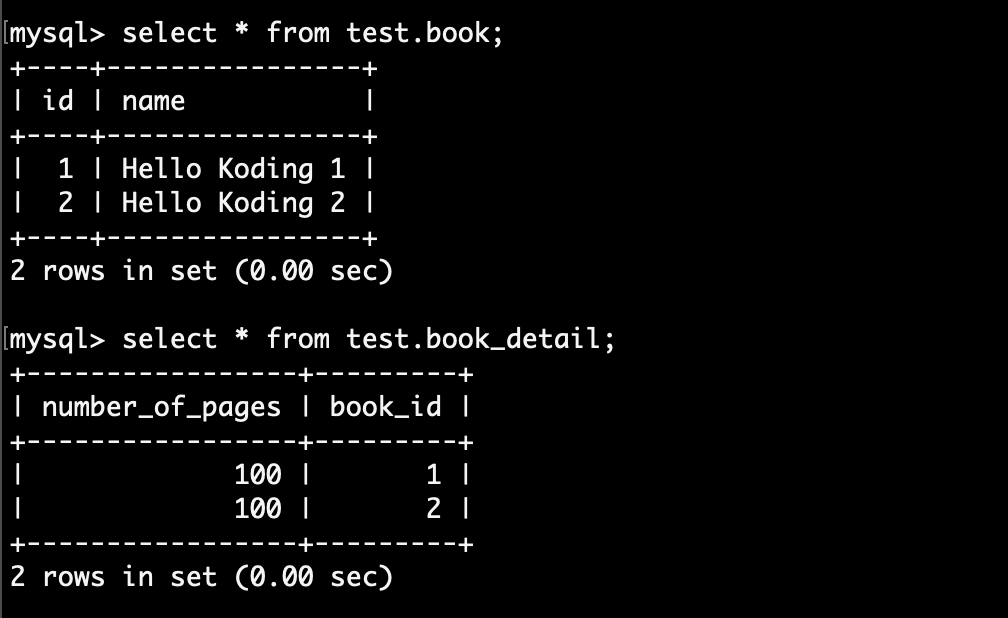 [mysql> select * from test.book;
+----+----------------+
| id | name           |
+----+----------------+
|  1 | Hello Koding 1 |
|  2 | Hello Koding 2 |
+----+----------------+
2 rows in set (0.00 sec)

[mysql> select * from test.book_detail;
+-----------------+---------+
| number_of_pages | book_id |
+-----------------+---------+
|             100 |       1 |
|             100 |       2 |
+-----------------+---------+
2 rows in set (0.00 sec)